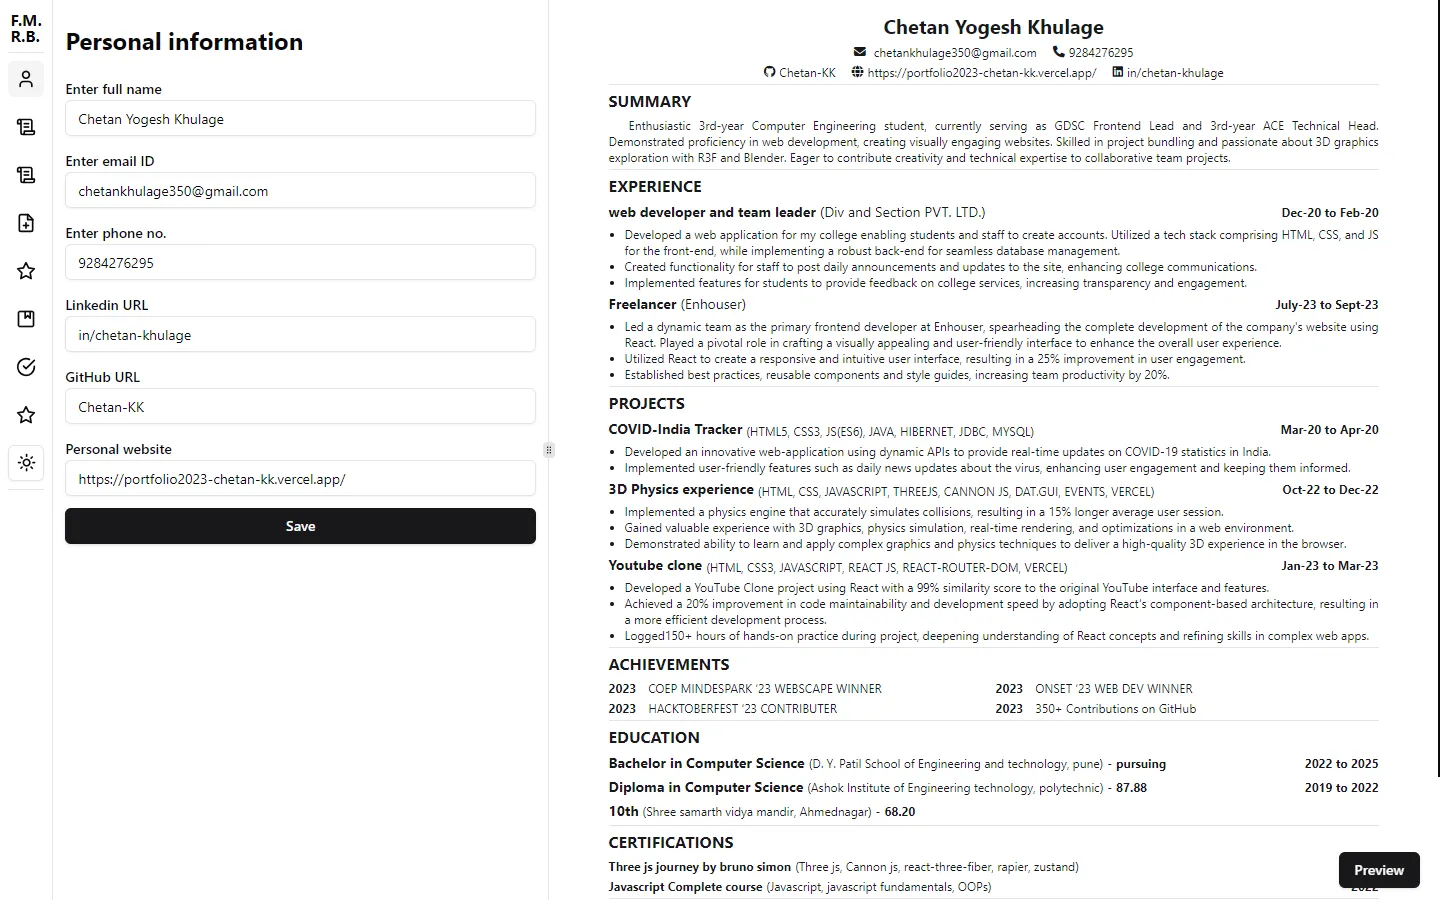 F.M.
R.B.
Personal information
Enter full name
Chetan Yogesh Khulage
Enter email ID
chetankhulage350@gmail.com
Enter phone no.
9284276295
Linkedin URL
in/chetan-khulage
GitHub URL
Chetan-KK
Personal website
https://portfolio2023-chetan-kk.vercel.app/
Save
Chetan Yogesh Khulage
chetankhulage350@gmail.com 9284276295
Chetan-KK https://portfolio2023-chetan-kk.vercel.app/ in/chetan-khulage
SUMMARY
Enthusiastic 3rd-year Computer Engineering student, currently serving as GDSC Frontend Lead and 3rd-year ACE Technical Head.
Demonstrated proficiency in web development, creating visually engaging websites. Skilled in project bundling and passionate about 3D graphics
exploration with R3F and Blender. Eager to contribute creativity and technical expertise to collaborative team projects.
EXPERIENCE
web developer and team leader (Div and Section PVT. LTD.) Dec-20 to Feb-20
• Developed a web application for my college enabling students and staff to create accounts. Utilized a tech stack comprising HTML, CSS, and JS
for the front-end, while implementing a robust back-end for seamless database management.
• Created functionality for staff to post daily announcements and updates to the site, enhancing college communications.
• Implemented features for students to provide feedback on college services, increasing transparency and engagement.
Freelancer (Enhouser) July-23 to Sept-23
• Led a dynamic team as the primary frontend developer at Enhouser, spearheading the complete development of the company's website using
React. Played a pivotal role in crafting a visually appealing and user-friendly interface to enhance the overall user experience.
• Utilized React to create a responsive and intuitive user interface, resulting in a 25% improvement in user engagement.
• Established best practices, reusable components and style guides, increasing team productivity by 20%.
PROJECTS
COVID-India Tracker (HTML5, CSS3, JS(ES6), JAVA, HIBERNET, JDBC, MYSQL) Mar-20 to Apr-20
• Developed an innovative web-application using dynamic APIs to provide real-time updates on COVID-19 statistics in India.
• Implemented user-friendly features such as daily news updates about the virus, enhancing user engagement and keeping them informed.
3D Physics experience (HTML, CSS, JAVASCRIPT, THREEJS, CANNON JS, DAT.GUI, EVENTS, VERCEL) Oct-22 to Dec-22
• Implemented a physics engine that accurately simulates collisions, resulting in a 15% longer average user session.
• Gained valuable experience with 3D graphics, physics simulation, real-time rendering, and optimizations in a web environment.
• Demonstrated ability to learn and apply complex graphics and physics techniques to deliver a high-quality 3D experience in the browser.
Youtube clone (HTML, CSS3, JAVASCRIPT, REACT JS, REACT-ROUTER-DOM, VERCEL) Jan-23 to Mar-23
• Developed a YouTube Clone project using React with a 99% similarity score to the original YouTube interface and features.
• Achieved a 20% improvement in code maintainability and development speed by adopting React's component-based architecture, resulting in
a more efficient development process.
• Logged150+ hours of hands-on practice during project, deepening understanding of React concepts and refining skills in complex web apps.
ACHIEVEMENTS
2023 COEP MINDESPARK '23 WEBSCAPE WINNER 2023 ONSET '23 WEB DEV WINNER
2023 HACKTOBERFEST '23 CONTRIBUTER 2023 350+ Contributions on GitHub
EDUCATION
Bachelor in Computer Science (D. Y. Patil School of Engineering and technology, pune) - pursuing 2022 to 2025
Diploma in Computer Science (Ashok Institute of Engineering technology, polytechnic) - 87.88 2019 to 2022
10th (Shree samarth vidya mandir, Ahmednagar) - 68.20
CERTIFICATIONS
Three js journey by bruno simon (Three js, Cannon js, react-three-fiber, rapier, zustand)
Javascript Complete course (Javascript, javascript fundamentals, OOPs)
Preview